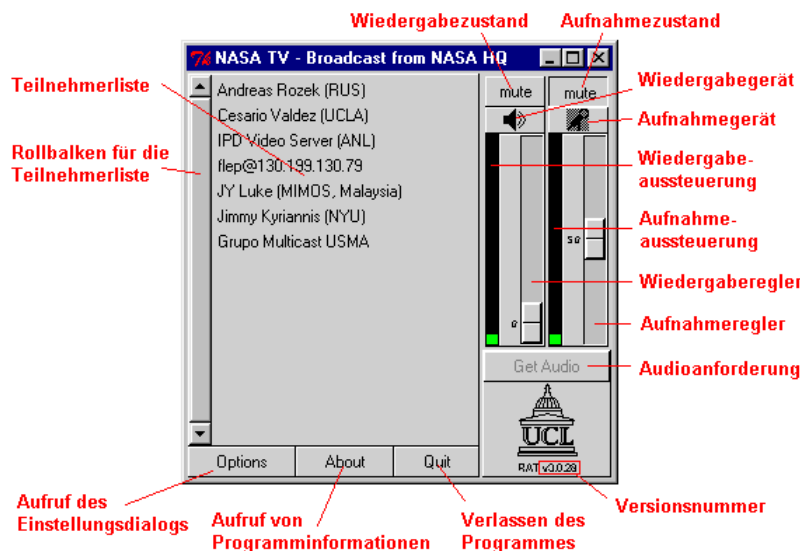 Wiedergabezustand
Aufnahmezustand
NASA TV - Broadcast from NASA HQ
Teilnehmerliste
Rollbalken für die
Teilnehmerliste
Andreas Rozek (RUS)
Cesario Valdez (UCLA)
IPD Video Server (ANL)
flep@130.199.130.79
JY Luke (MIMOS, Malaysia)
Jimmy Kyriannis (NYU)
Grupo Multicast USMA
mute
mute
50
0
Wiedergabegerät
Aufnahmegerät
Wiedergabe-
aussteuerung
Aufnahme-
aussteuerung
Wiedergaberegler
Aufnahmeregler
Get Audio
Audioanforderung
UCL
RAT v3.0.28
Versionsnummer
Options
About
Quit
Aufruf des
Einstellungsdialogs
Aufruf von
Programminformationen
Verlassen des
Programmes